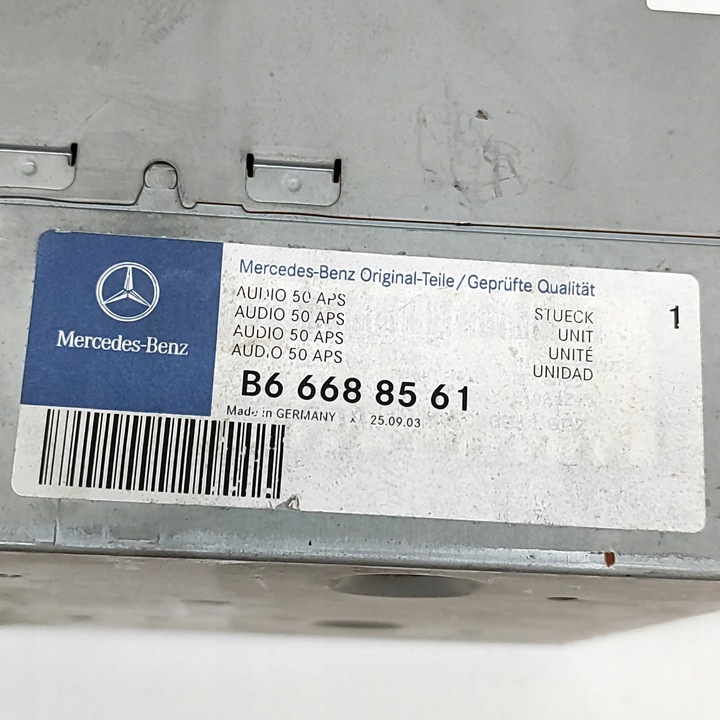 Mercedes-Benz
Mercedes-Benz Original-Teile/Geprüfte Qualität
AUDIO 50 APS STUECK 1
AUDIO 50 APS UNIT
AUDIO 50 APS UNITÉ
AUDIO 50 APS UNIDAD
B6 668 85 61
Made in GERMANY x 25.09.03